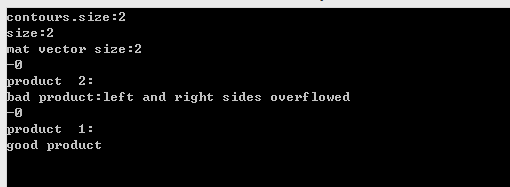 contours.size:2
size:2
mat vector size:2
-0
product  2:
bad product:left and right sides overflowed
-0
product  1:
good product